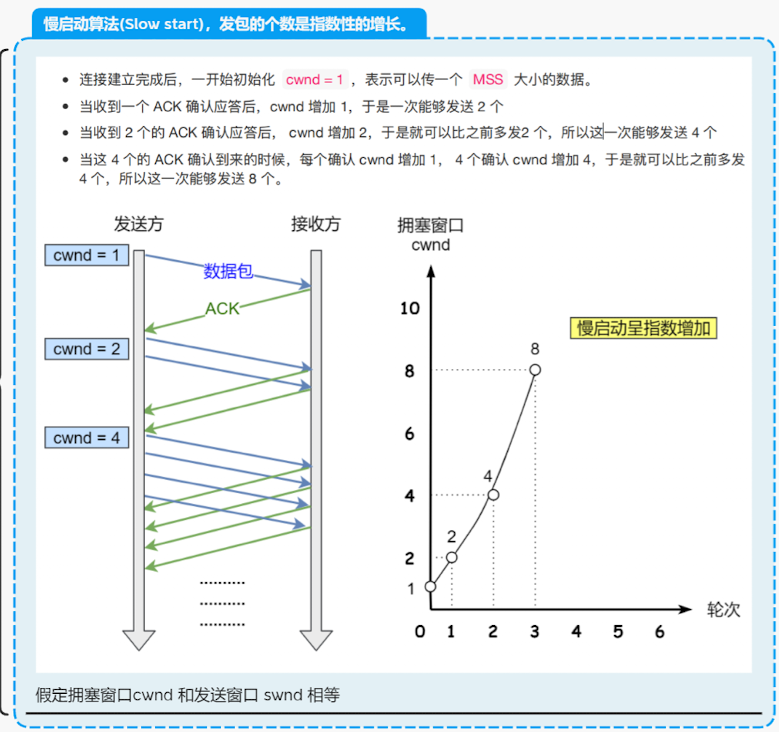 慢启动算法(Slow start)，发包的个数是指数性的增长。
连接建立完成后，一开始初始化 cwnd = 1 ，表示可以传一个 MSS 大小的数据。
当收到一个 ACK 确认应答后，cwnd 增加 1，于是一次能够发送 2 个
当收到 2 个的 ACK 确认应答后， cwnd 增加 2，于是就可以比之前多发2 个，所以这一次能够发送 4 个
当这 4 个的 ACK 确认到来的时候，每个确认 cwnd 增加 1， 4 个确认 cwnd 增加 4，于是就可以比之前多发
4 个，所以这一次能够发送 8 个。
发送方
接收方
cwnd = 1
数据包
ACK
cwnd = 2
cwnd = 4
..........
..........
..........
拥塞窗口
cwnd
慢启动呈指数增加
10
8
6
4
2
1
8
4
2
轮次
0 1 2 3 4 5 6
假定拥塞窗口cwnd 和发送窗口 swnd 相等